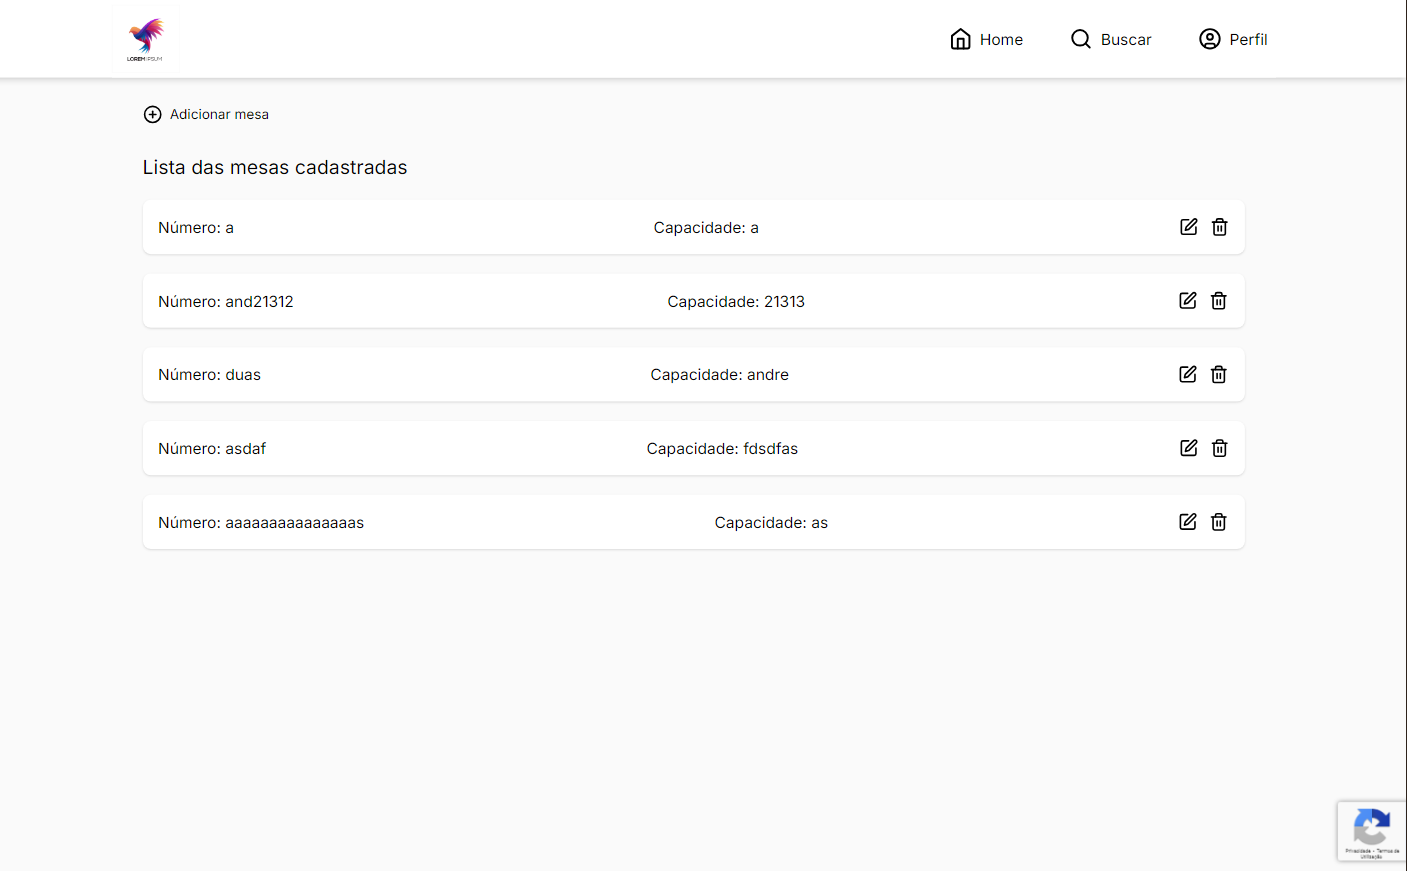 LOREM IPSUM
Home
Buscar
Perfil
Adicionar mesa
Lista das mesas cadastradas
Número: a Capacidade: a
Número: and21312 Capacidade: 21313
Número: duas Capacidade: andre
Número: asdaf Capacidade: fdsdfas
Número: aaaaaaaaaaaaaaas Capacidade: as
Privacidade - Termos de
Utilização